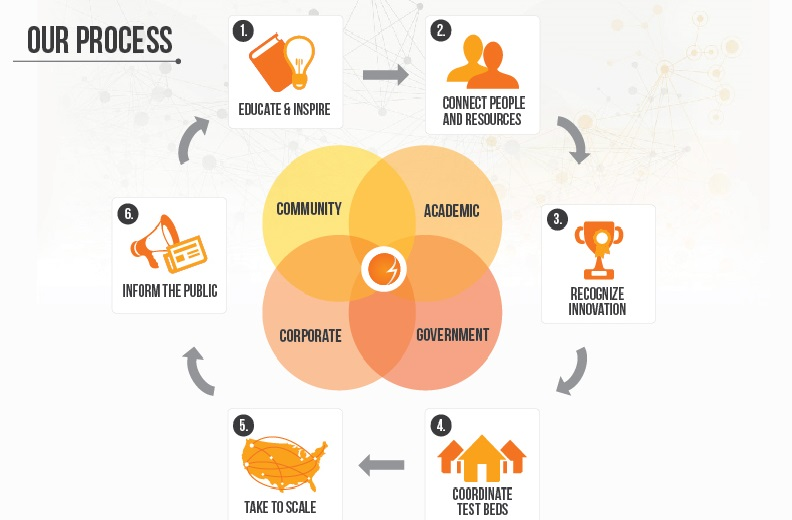 OUR PROCESS
1.
EDUCATE & INSPIRE
2.
CONNECT PEOPLE
AND RESOURCES
3.
RECOGNIZE
INNOVATION
4.
COORDINATE
TEST BEDS
5.
TAKE TO SCALE
6.
INFORM THE PUBLIC
COMMUNITY
ACADEMIC
CORPORATE
GOVERNMENT